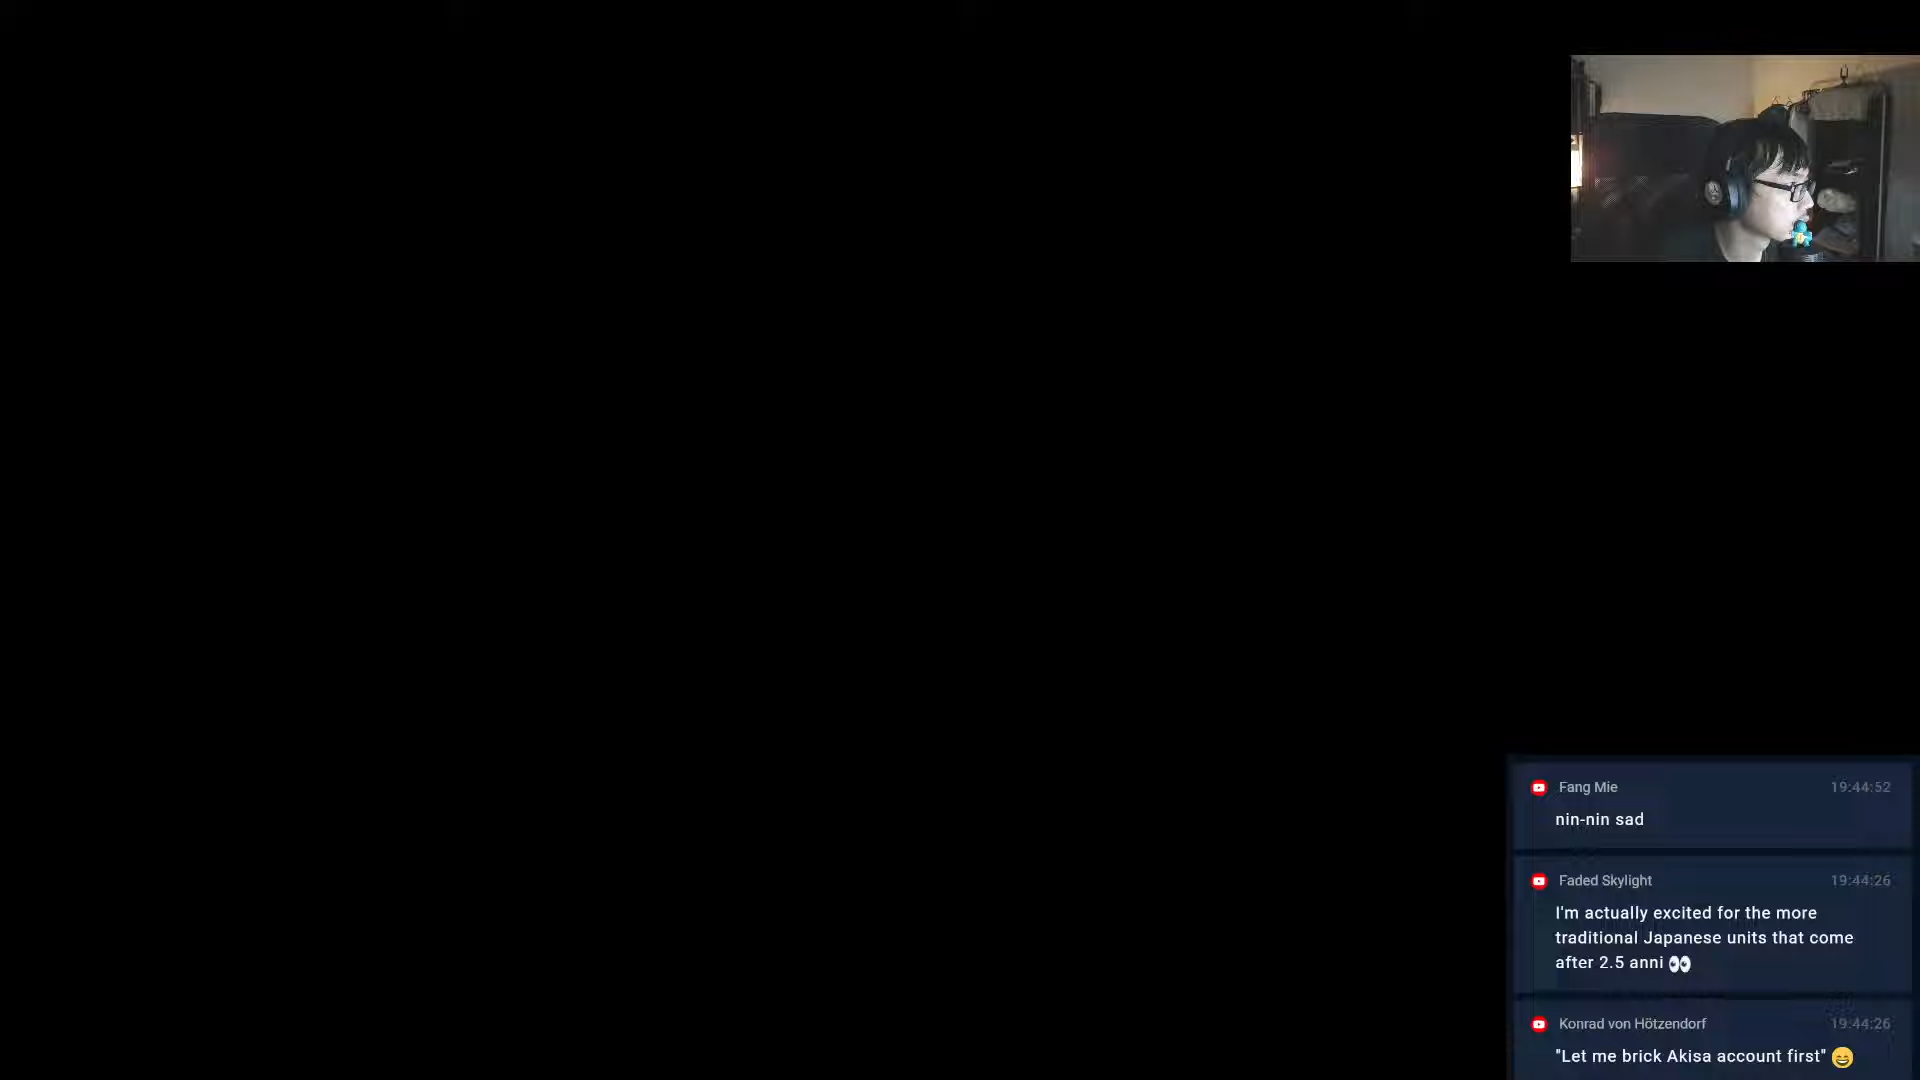 Fang Mie 19:44:52
nin-nin sad
Faded Skylight 19:44:26
I'm actually excited for the more
traditional Japanese units that come
after 2.5 anni 👀
Konrad von Hötzendorf 19:44:26
"Let me brick Akisa account first" 😄